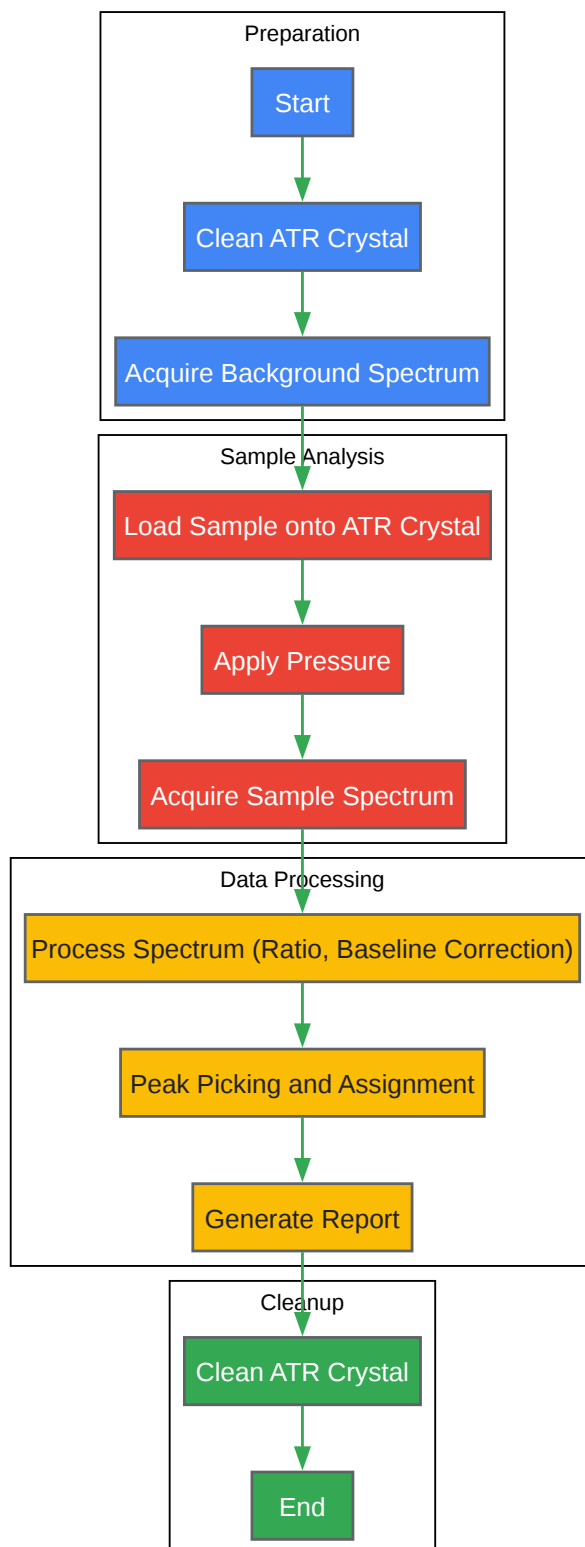 Preparation
Start
Clean ATR Crystal
Acquire Background Spectrum
Sample Analysis
Load Sample onto ATR Crystal
Apply Pressure
Acquire Sample Spectrum
Data Processing
Process Spectrum (Ratio, Baseline Correction)
Peak Picking and Assignment
Generate Report
Cleanup
Clean ATR Crystal
End